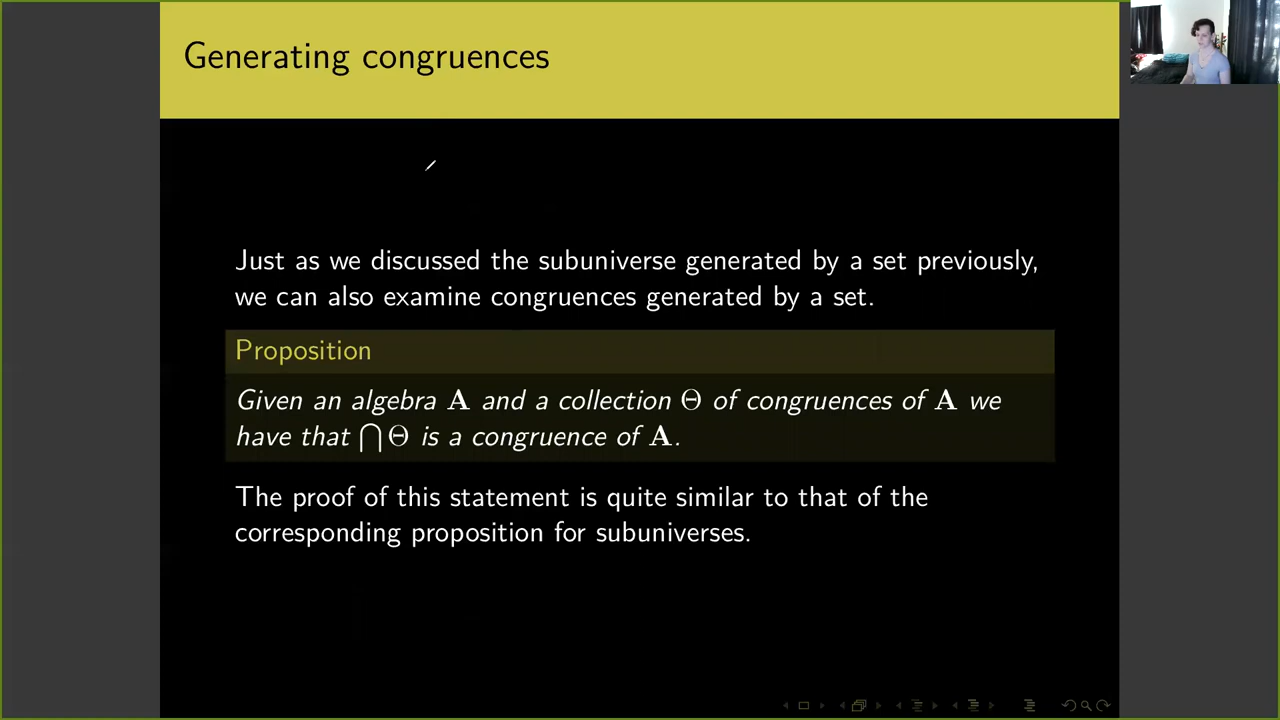 Generating congruences
Just as we discussed the subuniverse generated by a set previously,
we can also examine congruences generated by a set.
Proposition
Given an algebra A and a collection Θ of congruences of A we
have that ⋂Θ is a congruence of A.
The proof of this statement is quite similar to that of the
corresponding proposition for subuniverses.